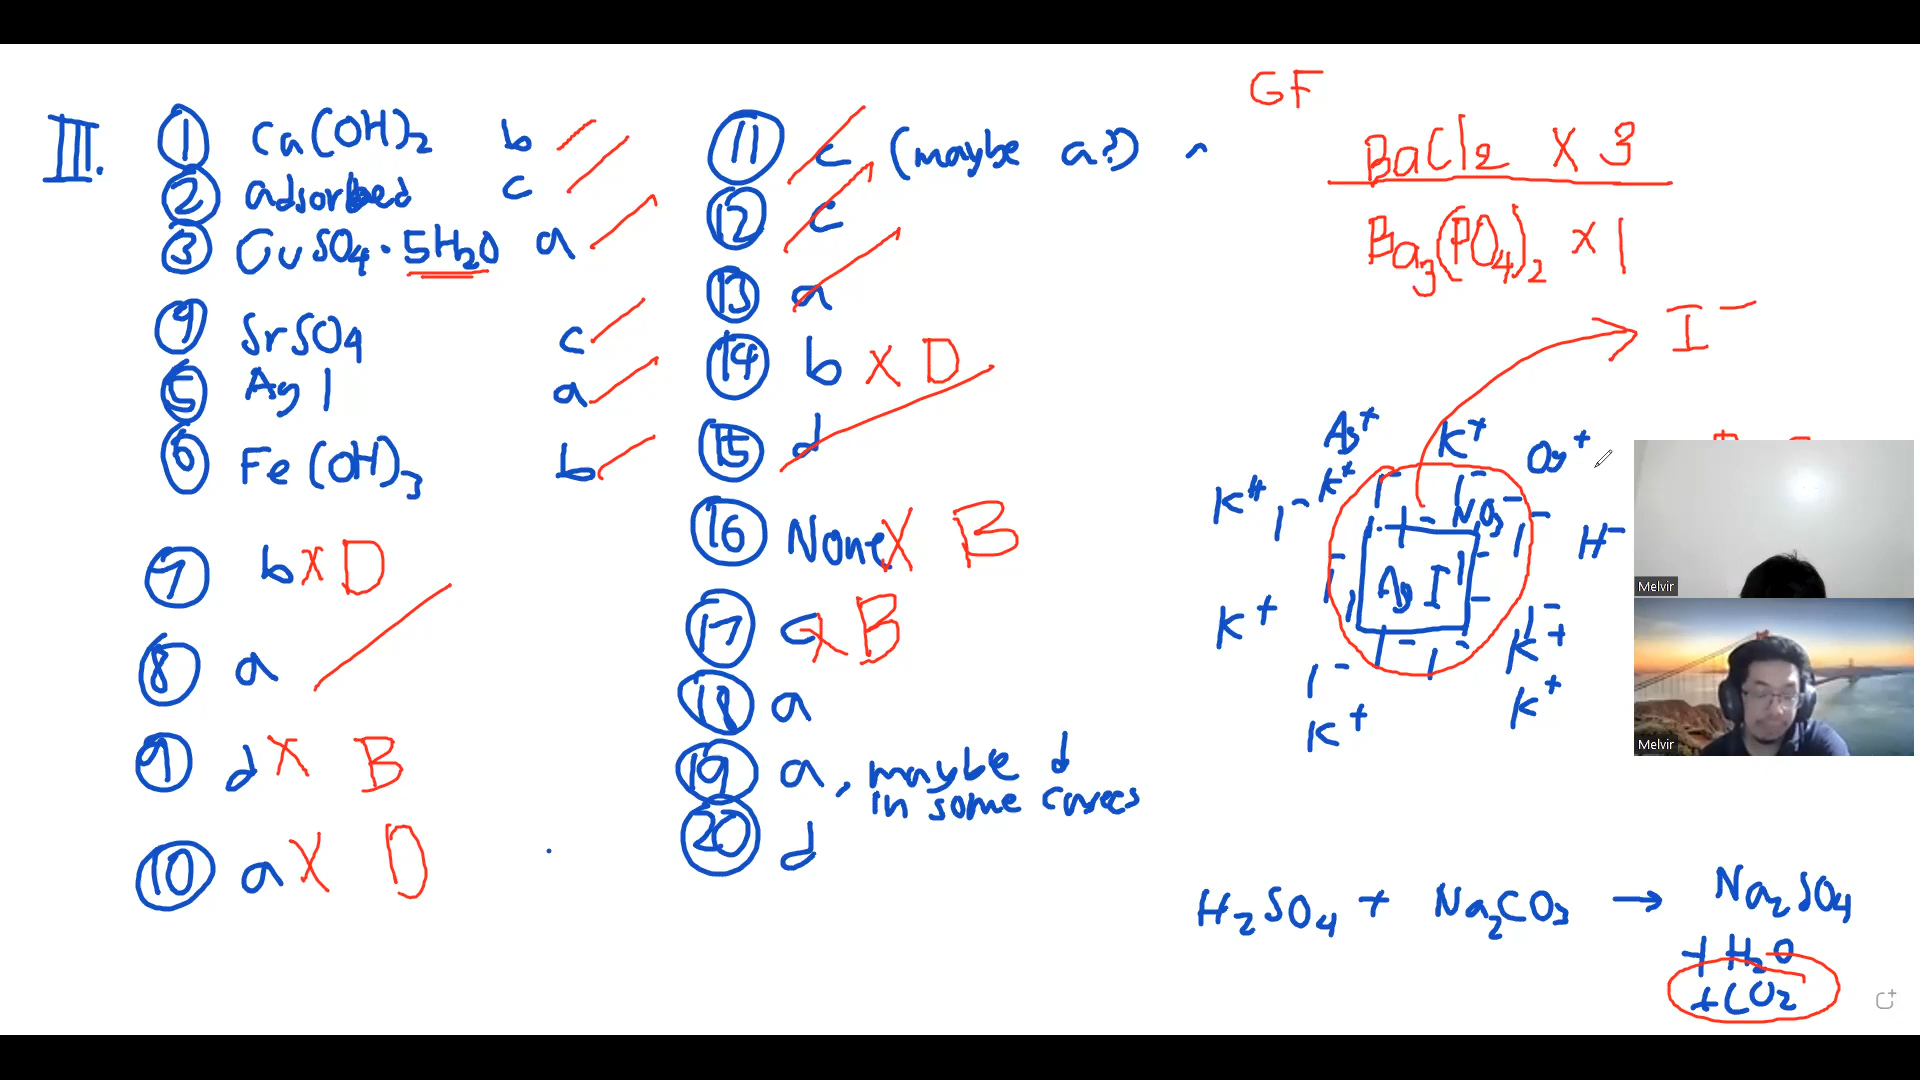 III.
① Ca(OH)₂ b
② adsorbed c
③ CuSO₄·5H₂O a
④ SrSO₄ c
⑤ AgI a
⑥ Fe(OH)₃ b
⑦ b X D
⑧ a
⑨ d X B
⑩ a X D
⑪ c (maybe a?)
⑫ c
⑬ a
⑭ b X D
⑮ d
⑯ None X B
⑰ c X B
⑱ a
⑲ a, maybe d
in some cases
⑳ d
GF
BaCl₂ X 3
Ba₃(PO₄)₂ X 1
I⁻
Ag⁺ K⁺
K⁺ I⁻ K⁺ I⁻ I⁻
I⁻ NO₃ I⁻ H⁻
AgI
K⁺ I⁻ I⁻ K⁺
I⁻ I⁻ I⁻ K⁺
K⁺
H₂SO₄ + Na₂CO₃ → Na₂SO₄
+ H₂O
+ CO₂
Melvir
Melvir